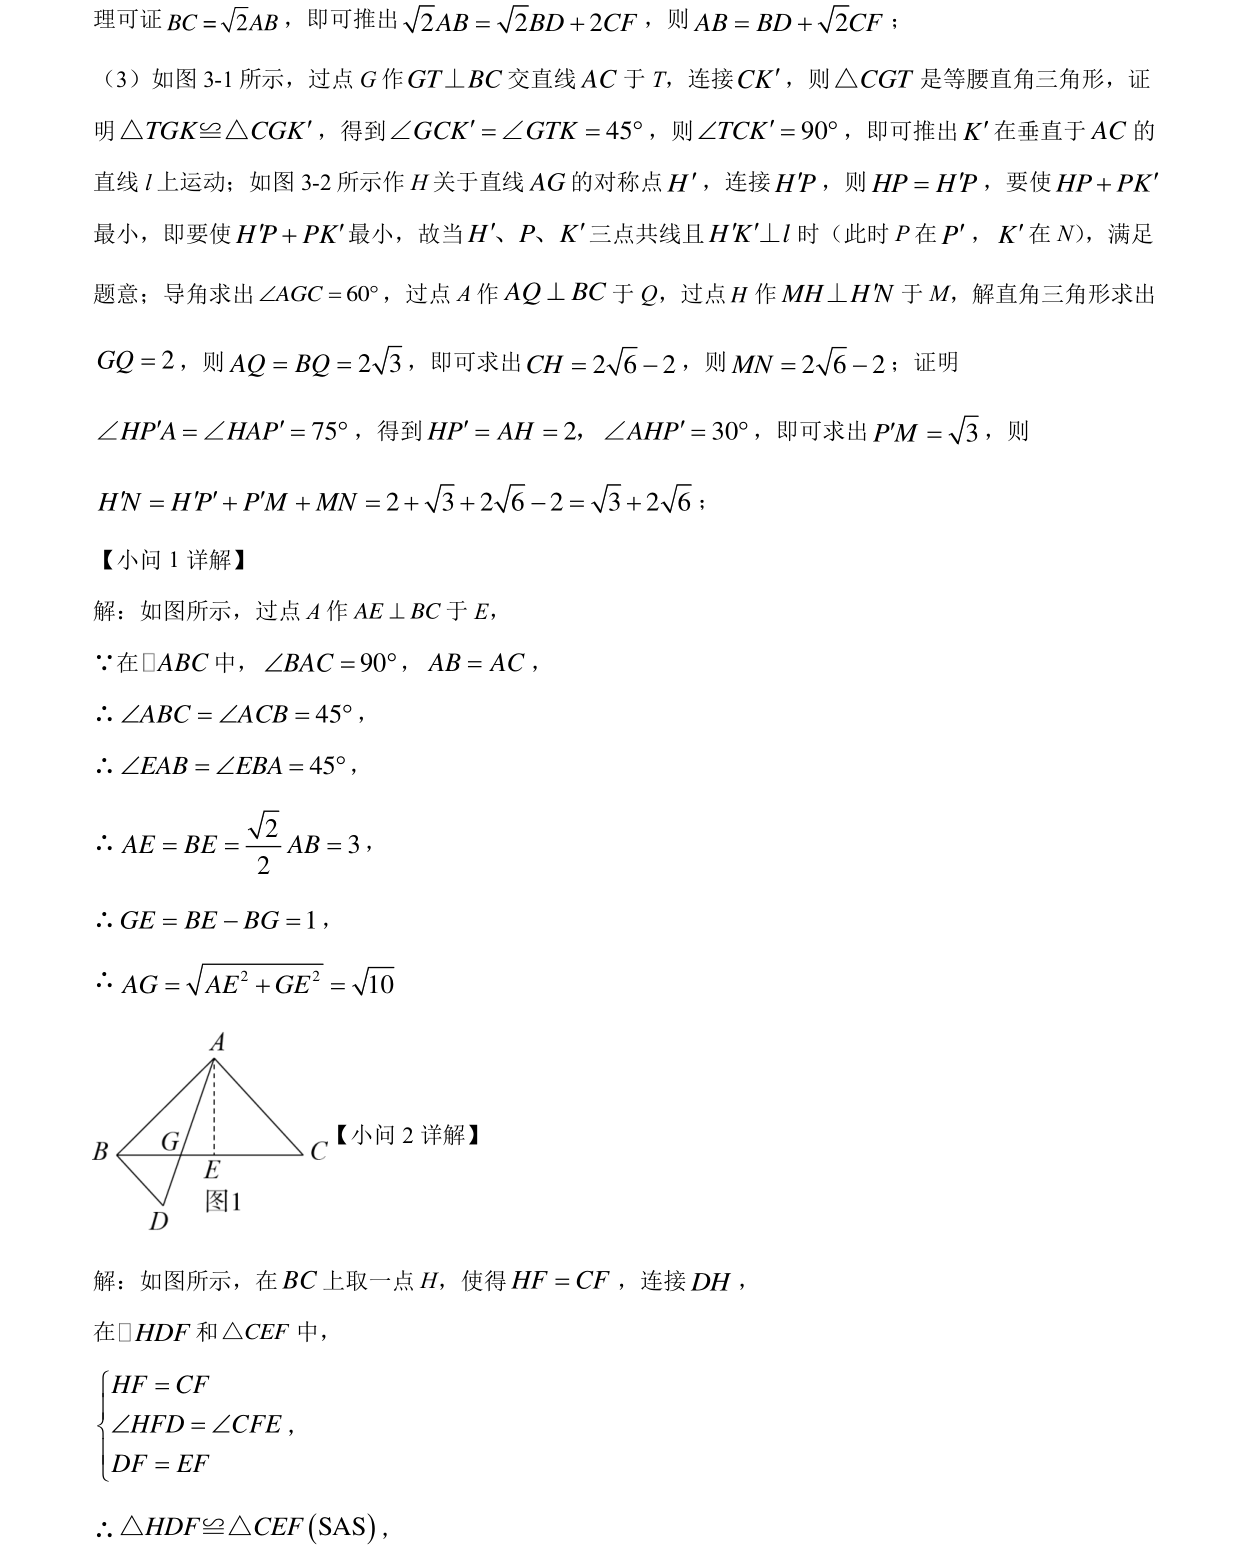 理可证BC=√2AB，即可推出√2AB=√2BD+2CF，则AB=BD+√2CF；
（3）如图 3-1 所示，过点 G 作GT⊥BC交直线AC于 T，连接CK′，则△CGT是等腰直角三角形，证
明△TGK≌△CGK′，得到∠GCK′=∠GTK=45°，则∠TCK′=90°，即可推出K′在垂直于AC的
直线 l 上运动；如图 3-2 所示作 H 关于直线AG的对称点H′，连接H′P，则HP=H′P，要使HP+PK′
最小，即要使H′P+PK′最小，故当H′、P、K′三点共线且H′K′⊥l时（此时 P 在P′，K′在 N），满足
题意；导角求出∠AGC=60°，过点 A 作AQ⊥BC于 Q，过点H作MH⊥H′N于 M，解直角三角形求出
GQ=2，则AQ=BQ=2√3，即可求出CH=2√6−2，则MN=2√6−2；证明
∠HP′A=∠HAP′=75°，得到HP′=AH=2，∠AHP′=30°，即可求出P′M=√3，则
H′N=H′P′+P′M+MN=2+√3+2√6−2=√3+2√6；
【小问 1 详解】
解：如图所示，过点 A 作AE⊥BC于 E，
∵在□ABC中，∠BAC=90°，AB=AC，
∴∠ABC=∠ACB=45°，
∴∠EAB=∠EBA=45°，
∴AE=BE=√2/2AB=3，
∴GE=BE−BG=1，
∴AG=√(AE²+GE²)=√10
A
B
G
E
C
D
图1
【小问 2 详解】
解：如图所示，在BC上取一点 H，使得HF=CF，连接DH，
在□HDF和△CEF中，
{HF=CF
∠HFD=∠CFE，
DF=EF
∴△HDF≌△CEF(SAS)，